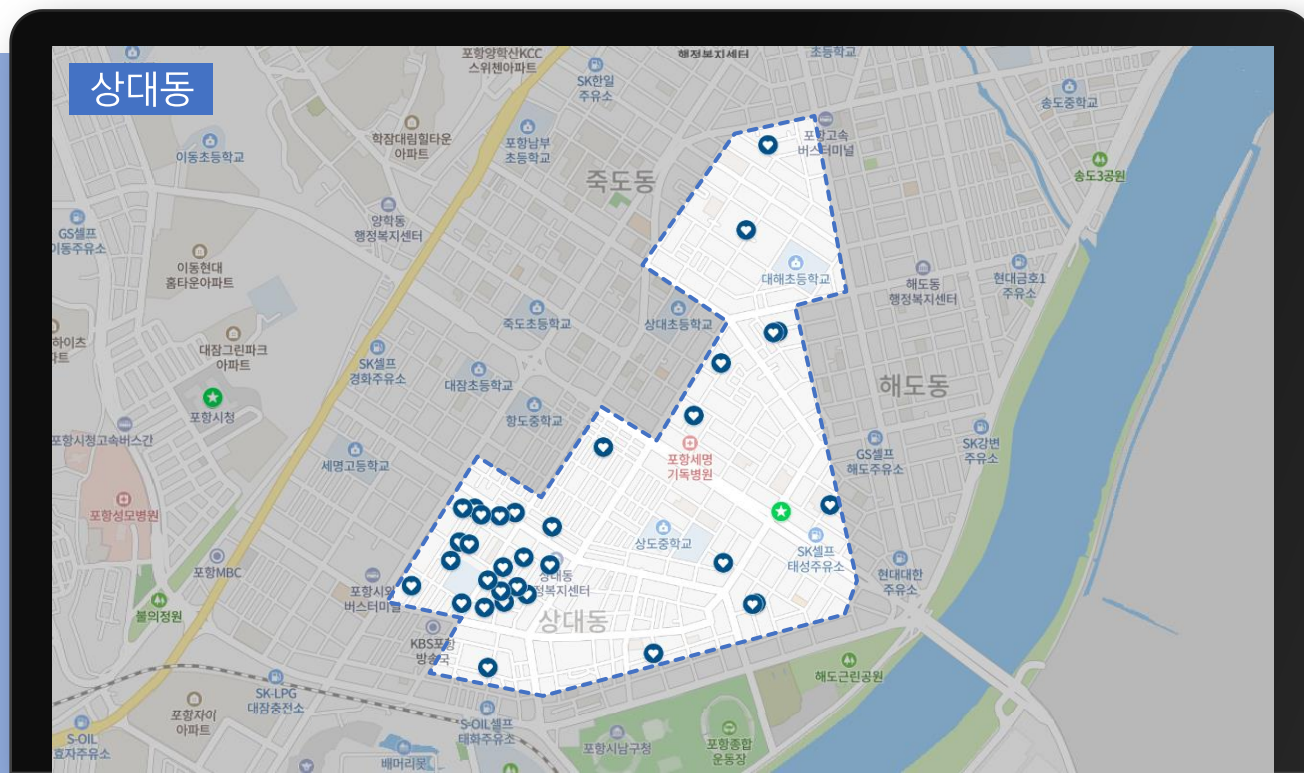 상대동
포항양학산KCC
스위첸아파트
행정복지센터
초등학교
SK한일
주유소
송도중학교
학잠대림힐타운
아파트
포항남부
초등학교
포항고속
버스터미널
이동초등학교
죽도동
송도3공원
GS셀프
이동주유소
양학동
행정복지센터
이동현대
홈타운아파트
대해초등학교
해도동
행정복지센터
현대금호1
주유소
죽도초등학교
상대초등학교
하이츠
파트
대잠그린파크
아파트
SK셀프
경화주유소
대잠초등학교
해도동
포항시청
항도중학교
포항시청고속버스간
세명고등학교
포항세명
기독병원
GS셀프
해도주유소
SK강변
주유소
포항성모병원
상도중학교
SK셀프
태성주유소
포항MBC
현대대한
주유소
포항시외
버스터미널
상대동
정복지센터
불의정원
상대동
KBS포항
방송국
해도근린공원
SK-LPG
대잠충전소
포항자이
아파트
S-OIL셀프
태화주유소
S-OIL
효자주유소
포항시남구청
포항종합
운동장
배머리못